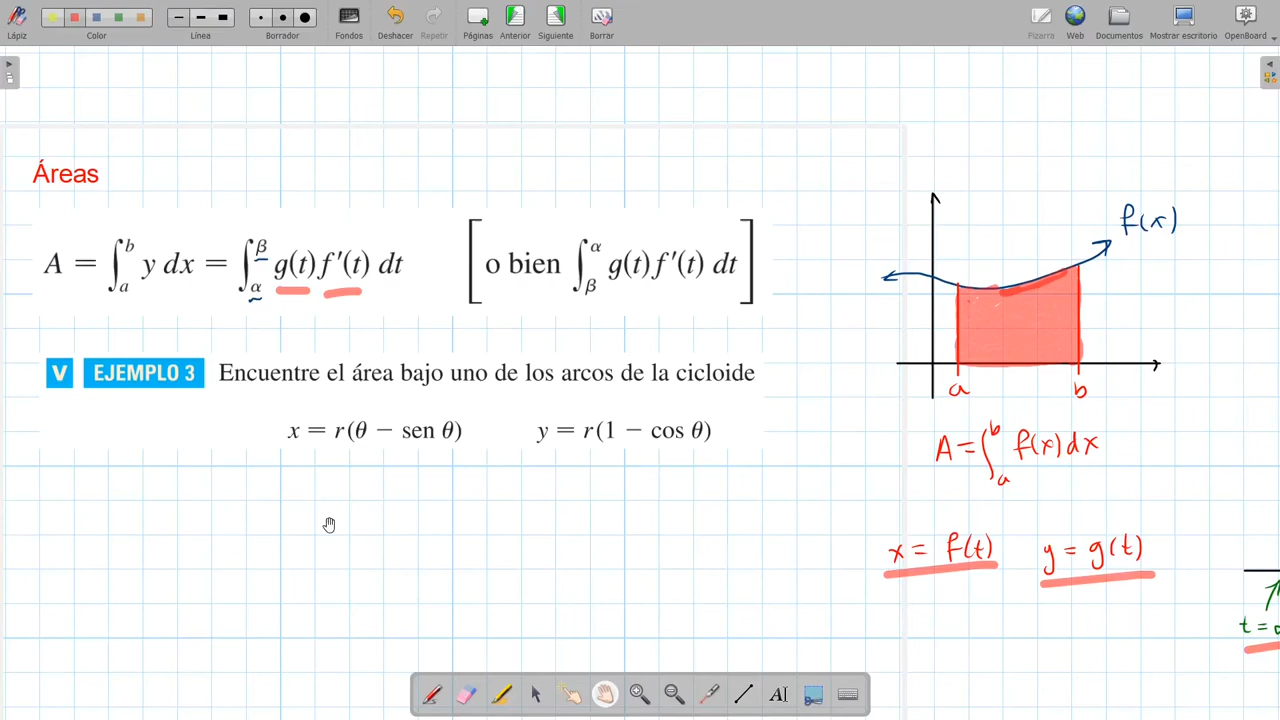 Lápiz Color Línea Borrador Fondos Deshacer Repetir Páginas Anterior Siguiente Borrar Pizarra Web Documentos Mostrar escritorio OpenBoard
Áreas
A = ∫_a^b y dx = ∫_α^β g(t) f'(t) dt [o bien ∫_β^α g(t) f'(t) dt]
V EJEMPLO 3 Encuentre el área bajo uno de los arcos de la cicloide
x = r(θ − sen θ) y = r(1 − cos θ)
f(x)
a b
A = ∫_a^b f(x) dx
x = f(t) y = g(t)
t =
AI